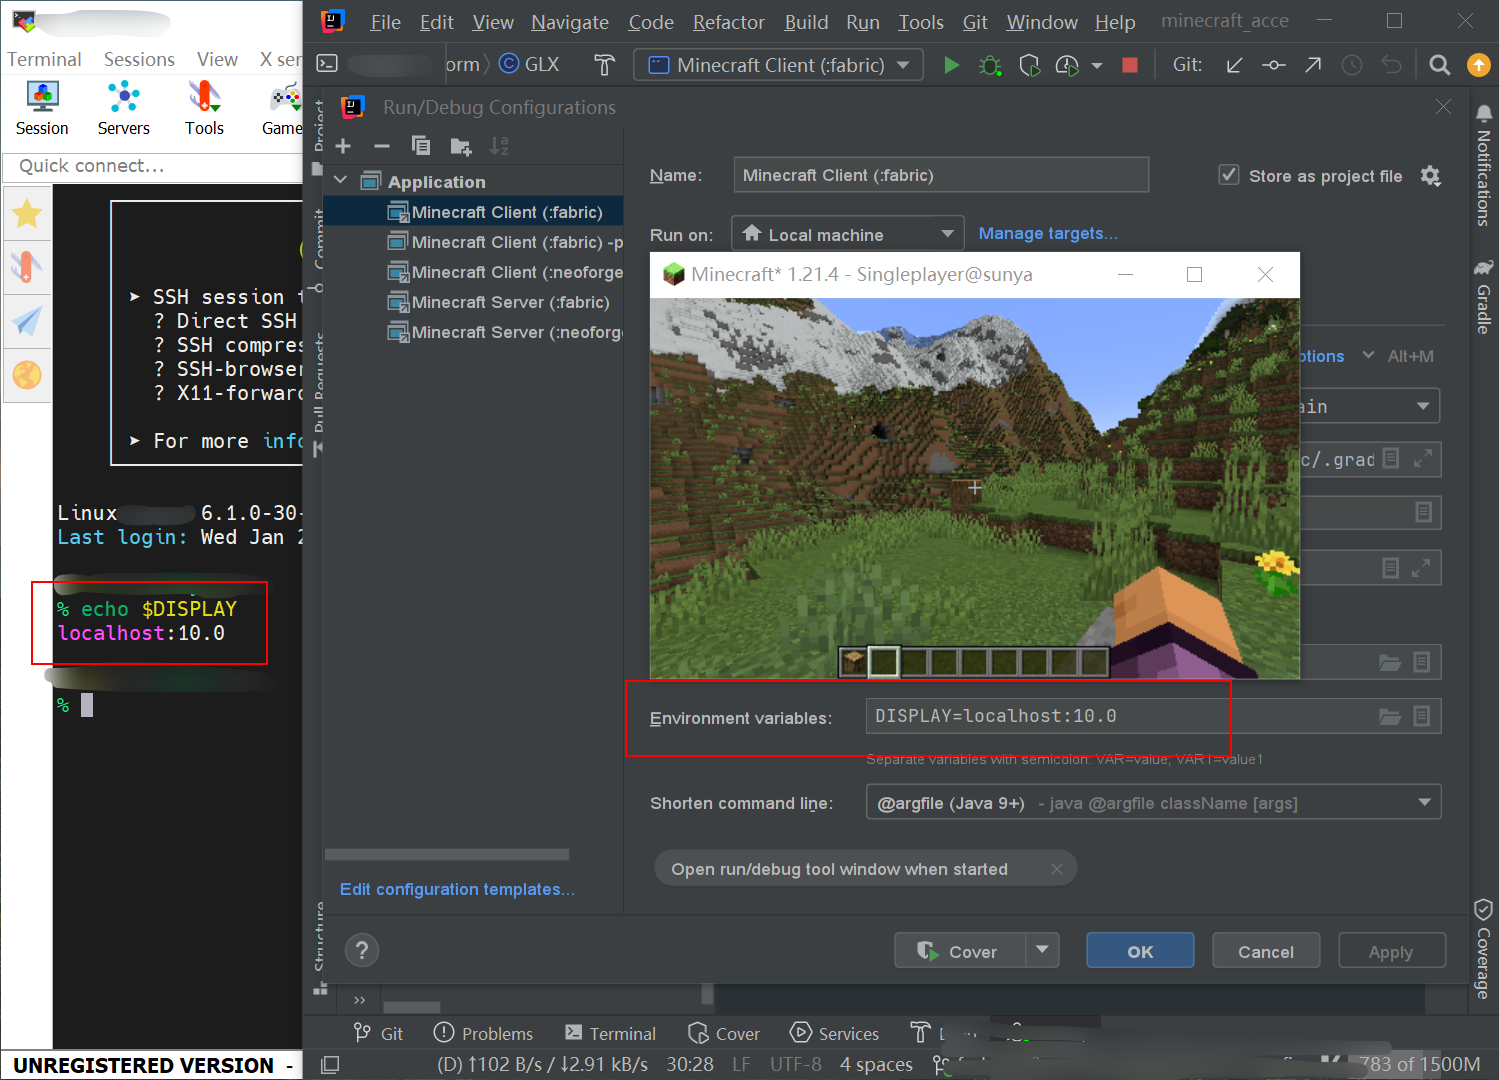 Terminal Sessions View X ser
Session Servers Tools Game
Quick connect...
SSH session t
? Direct SSH
? SSH compres
? SSH-browser
? X11-forward
For more info
Linux 6.1.0-30-
Last login: Wed Jan 2
% echo $DISPLAY
localhost:10.0
%
UNREGISTERED VERSION -
File Edit View Navigate Code Refactor Build Run Tools Git Window Help minecraft_acce
orm GLX Minecraft Client (:fabric) Git:
Project
Commit
Pull Requests
Structure
Run/Debug Configurations
Application
Minecraft Client (:fabric)
Minecraft Client (:fabric) -p
Minecraft Client (:neoforge
Minecraft Server (:fabric)
Minecraft Server (:neoforge
Edit configuration templates...
Name: Minecraft Client (:fabric) Store as project file
Run on: Local machine Manage targets...
Minecraft* 1.21.4 - Singleplayer@sunya
ptions Alt+M
ain
c/.grad
Environment variables: DISPLAY=localhost:10.0
Separate variables with semicolon: VAR=value; VAR1=value1
Shorten command line: @argfile (Java 9+) - java @argfile className [args]
Open run/debug tool window when started
? Cover OK Cancel Apply
Notifications
Gradle
Coverage
Git Problems Terminal Cover Services
(D) ↑102 B/s / ↓2.91 kB/s 30:28 LF UTF-8 4 spaces 783 of 1500M